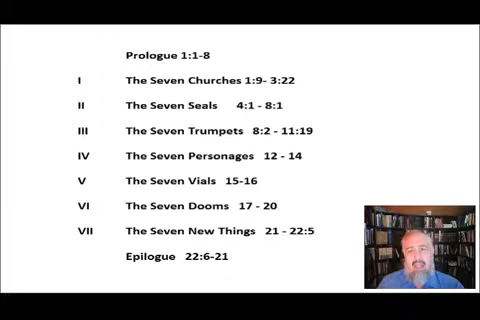 Prologue 1:1-8
I The Seven Churches 1:9- 3:22
II The Seven Seals 4:1 - 8:1
III The Seven Trumpets 8:2 - 11:19
IV The Seven Personages 12 - 14
V The Seven Vials 15-16
VI The Seven Dooms 17 - 20
VII The Seven New Things 21 - 22:5
Epilogue 22:6-21